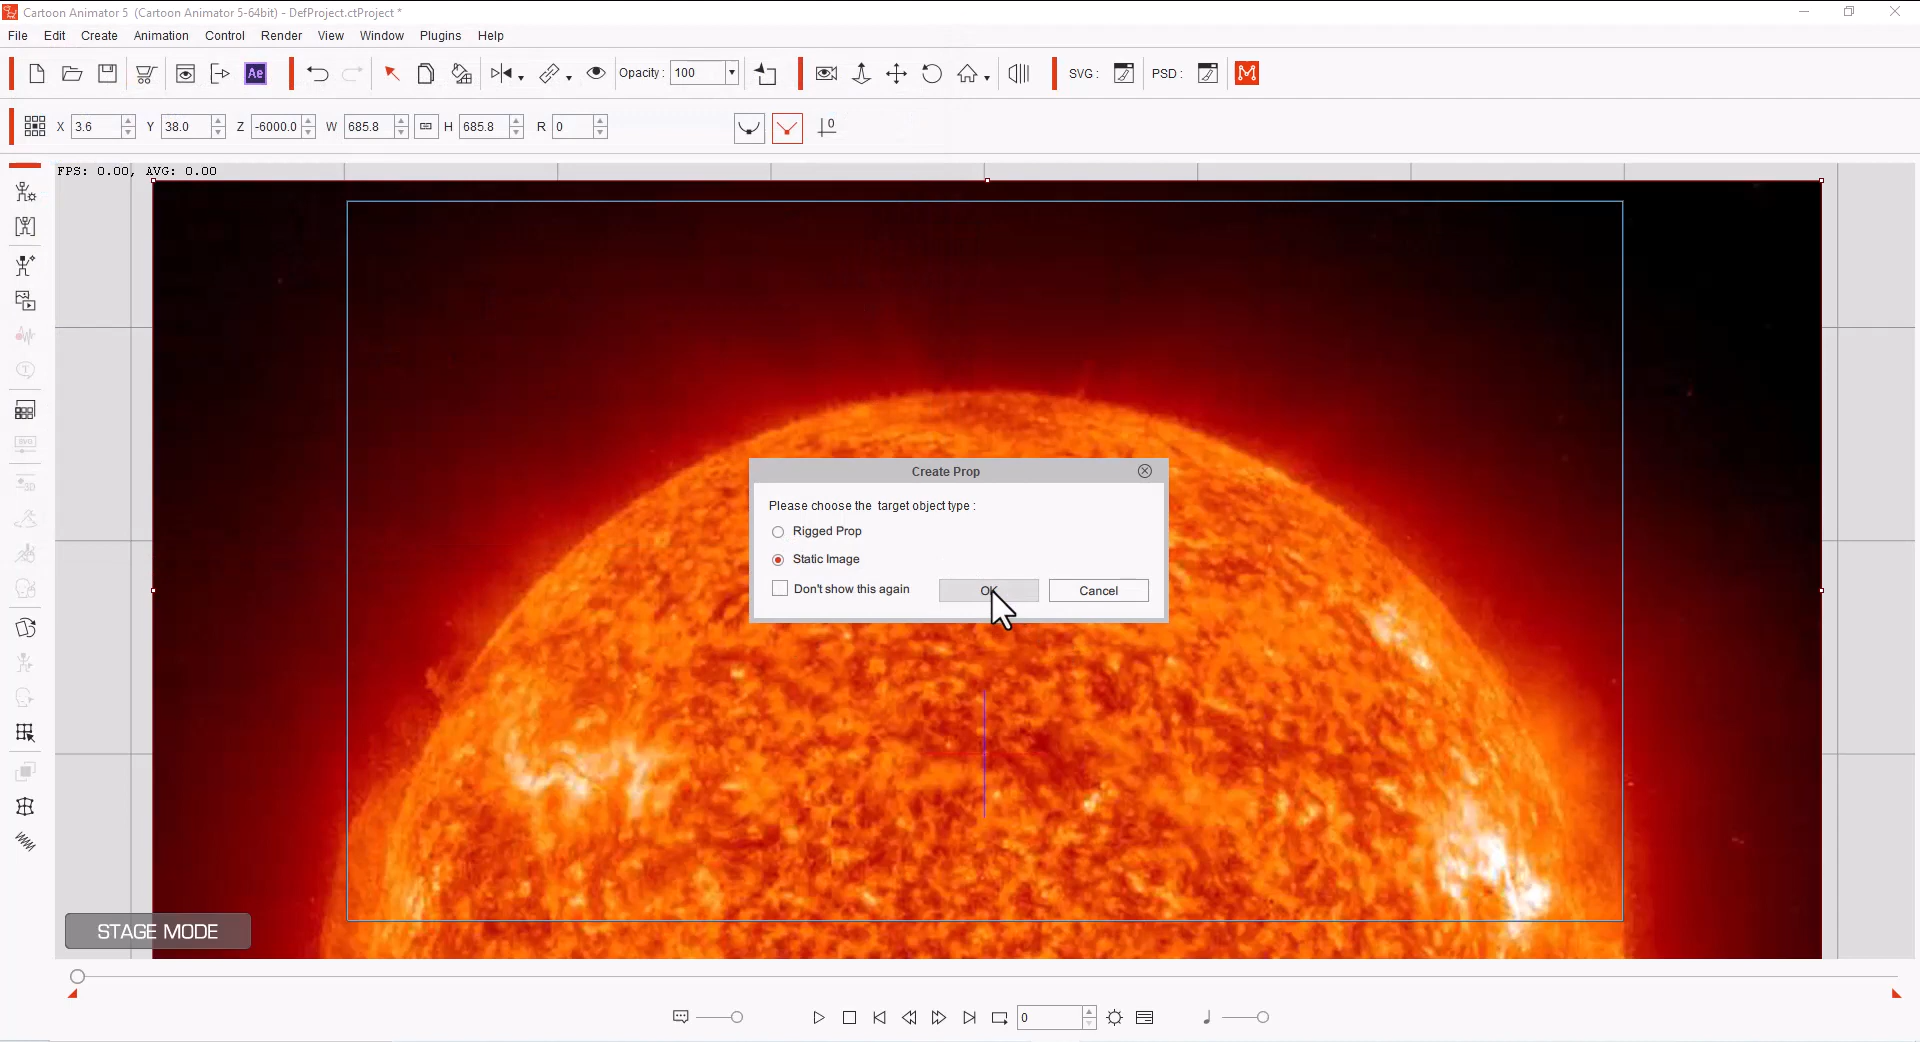 Cartoon Animator 5 (Cartoon Animator 5-64bit) - DefProject.ctProject *
File Edit Create Animation Control Render View Window Plugins Help
Ae Opacity : 100 SVG : PSD :
X 3.6 Y 38.0 Z -6000.0 W 685.8 H 685.8 R 0 0
FPS: 0.00, AVG: 0.00
Create Prop
Please choose the target object type :
Rigged Prop
Static Image
Don't show this again OK Cancel
STAGE MODE
0